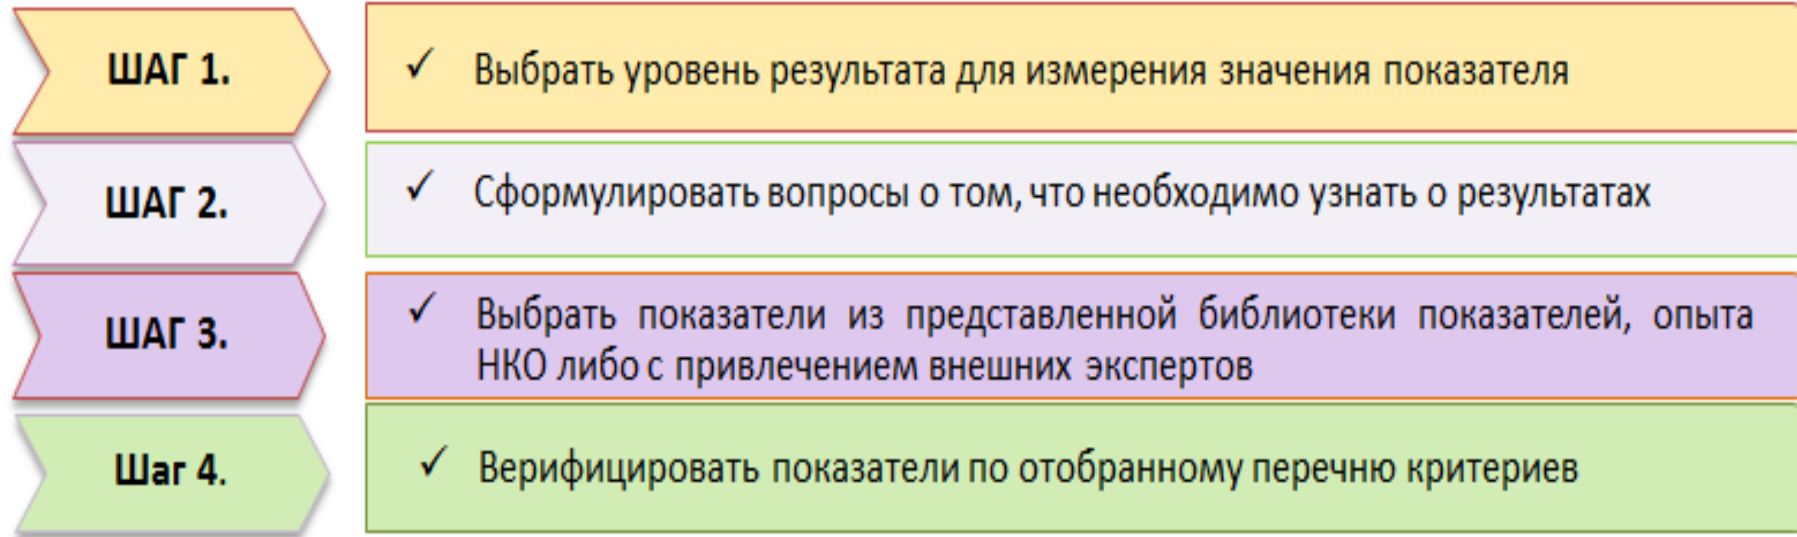 ШАГ 1.
✓ Выбрать уровень результата для измерения значения показателя
ШАГ 2.
✓ Сформулировать вопросы о том, что необходимо узнать о результатах
ШАГ 3.
✓ Выбрать показатели из представленной библиотеки показателей, опыта
НКО либо с привлечением внешних экспертов
Шаг 4.
✓ Верифицировать показатели по отобранному перечню критериев